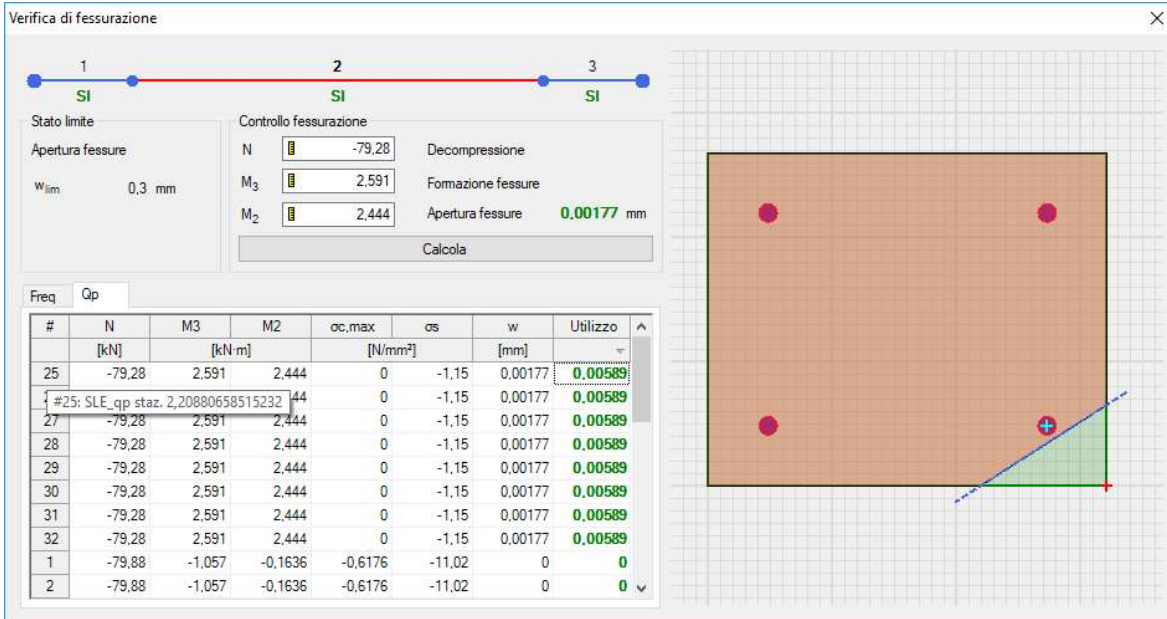 Verifica di fessurazione
1 2 3
SI SI SI
Stato limite
Apertura fessure
wlim 0,3 mm
Controllo fessurazione
N -79,28 Decompressione
M3 2,591 Formazione fessure
M2 2,444 Apertura fessure 0,00177 mm
Calcola
Freq Qp
# N M3 M2 σc,max σs w Utilizzo
[kN] [kN·m] [N/mm²] [mm]
25 -79,28 2,591 2,444 0 -1,15 0,00177 0,00589
#25: SLE_qp staz. 2,20880658515232 44 0 -1,15 0,00177 0,00589
27 -79,28 2,591 2,444 0 -1,15 0,00177 0,00589
28 -79,28 2,591 2,444 0 -1,15 0,00177 0,00589
29 -79,28 2,591 2,444 0 -1,15 0,00177 0,00589
30 -79,28 2,591 2,444 0 -1,15 0,00177 0,00589
31 -79,28 2,591 2,444 0 -1,15 0,00177 0,00589
32 -79,28 2,591 2,444 0 -1,15 0,00177 0,00589
1 -79,88 -1,057 -0,1636 -0,6176 -11,02 0 0
2 -79,88 -1,057 -0,1636 -0,6176 -11,02 0 0